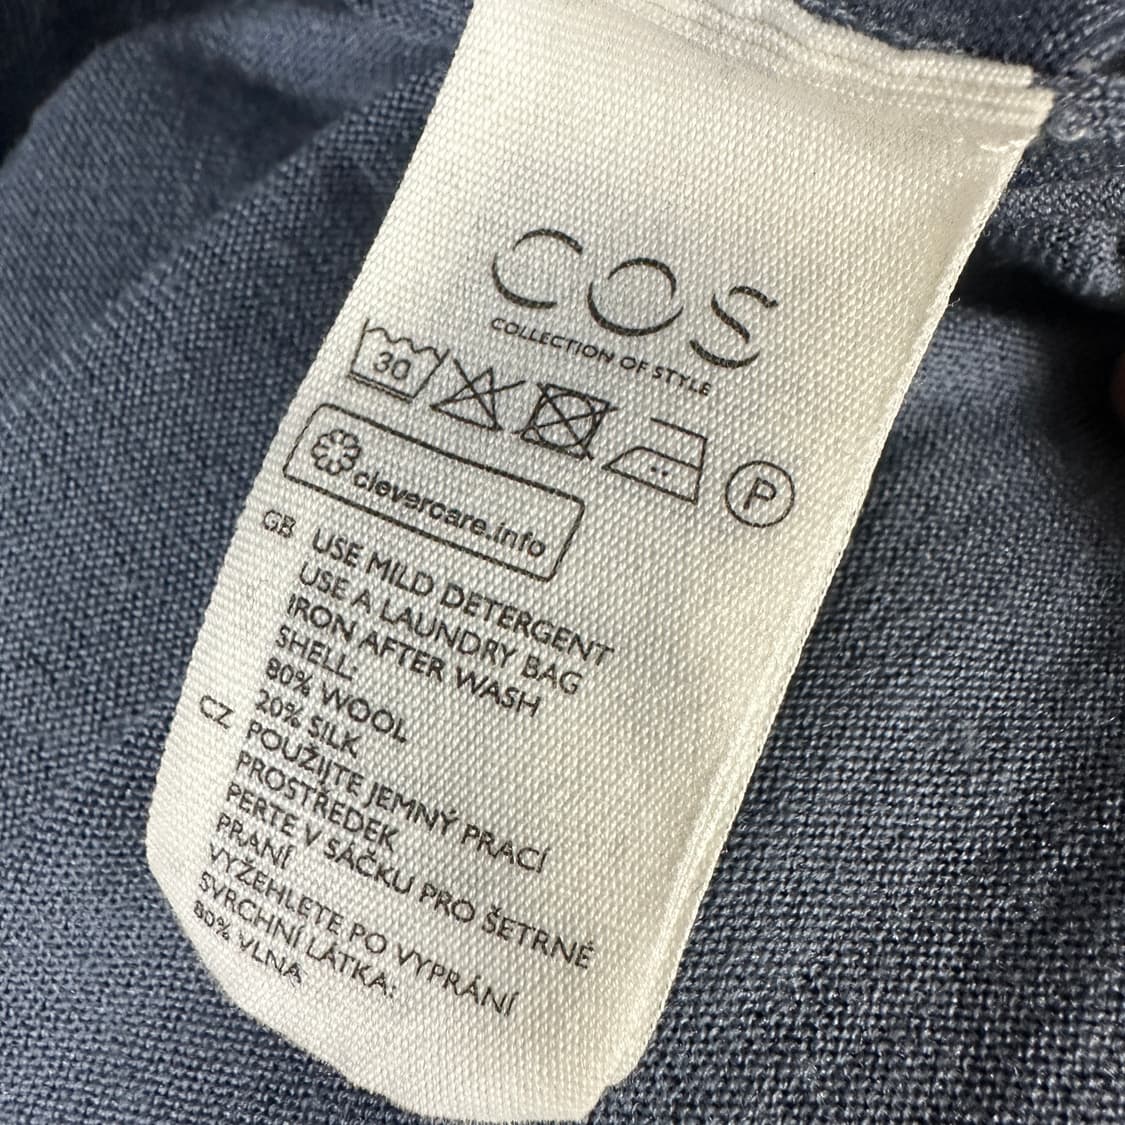 COS
COLLECTION OF STYLE
30
P
clevercare.info
GB USE MILD DETERGENT
USE A LAUNDRY BAG
IRON AFTER WASH
SHELL:
80% WOOL
20% SILK
CZ POUŽIJTE JEMNÝ PRACÍ
PROSTŘEDEK
PERTE V SÁČKU PRO ŠETRNÉ
PRANÍ
VYŽEHLETE PO VYPRÁNÍ
SVRCHNÍ LÁTKA:
80% VLNA